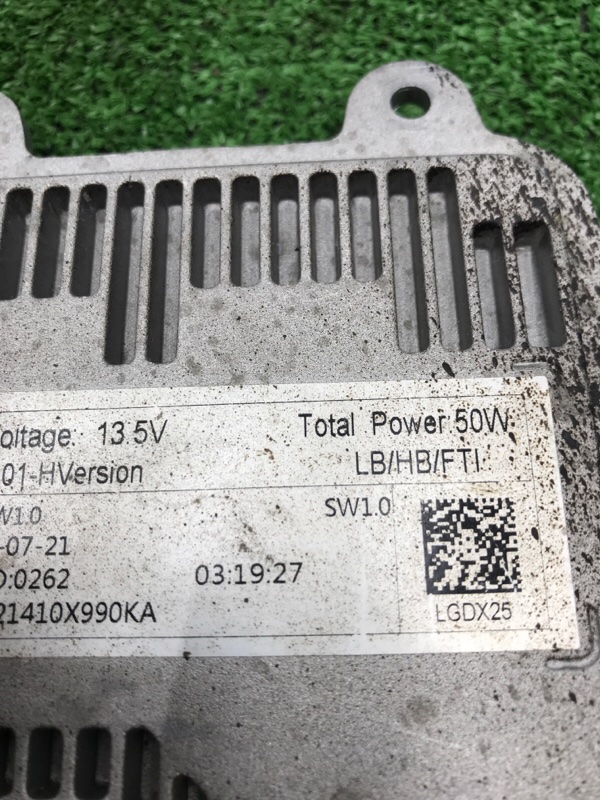 oltage: 13.5V Total Power 50W
01-HVersion LB/HB/FTI
W1.0 SW1.0
-07-21
D:0262 03:19:27
21410X990KA LGDX25